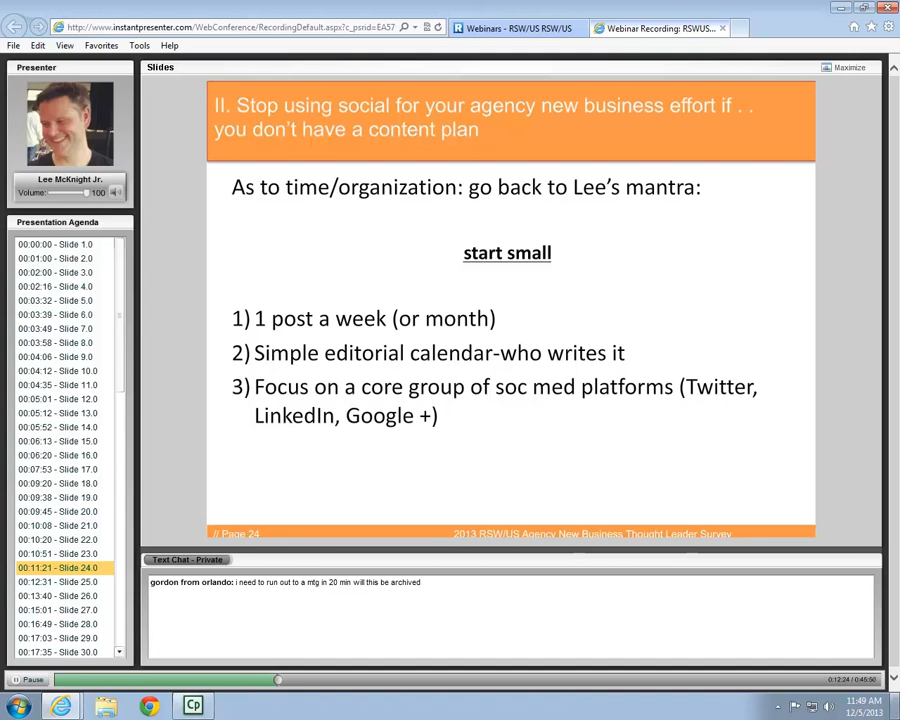 http://www.instantpresenter.com/WebConference/RecordingDefault.aspx?c_psrid=EA57
Webinars - RSW/US RSW/US
Webinar Recording: RSWUS...
File Edit View Favorites Tools Help
Presenter
Slides
Maximize
Lee McKnight Jr.
Volume: 100
Presentation Agenda
00:00:00 - Slide 1.0
00:01:00 - Slide 2.0
00:02:00 - Slide 3.0
00:02:16 - Slide 4.0
00:03:32 - Slide 5.0
00:03:39 - Slide 6.0
00:03:49 - Slide 7.0
00:03:58 - Slide 8.0
00:04:06 - Slide 9.0
00:04:12 - Slide 10.0
00:04:35 - Slide 11.0
00:05:01 - Slide 12.0
00:05:12 - Slide 13.0
00:05:52 - Slide 14.0
00:06:13 - Slide 15.0
00:06:46 - Slide 16.0
00:07:53 - Slide 17.0
00:09:20 - Slide 18.0
00:09:38 - Slide 19.0
00:09:45 - Slide 20.0
00:10:08 - Slide 21.0
00:10:20 - Slide 22.0
00:10:51 - Slide 23.0
00:11:21 - Slide 24.0
00:12:31 - Slide 25.0
00:13:40 - Slide 26.0
00:15:01 - Slide 27.0
00:16:49 - Slide 28.0
00:17:03 - Slide 29.0
00:17:35 - Slide 30.0
II. Stop using social for your agency new business effort if . .
you don't have a content plan
As to time/organization: go back to Lee's mantra:
start small
1) 1 post a week (or month)
2) Simple editorial calendar-who writes it
3) Focus on a core group of soc med platforms (Twitter,
LinkedIn, Google +)
// Page 24
2013 RSW/US Agency New Business Thought Leader Survey
Text Chat - Private
gordon from orlando: i need to run out to a mtg in 20 min will this be archived
Pause
0:12:24 / 0:45:50
Cp
11:49 AM
12/5/2013